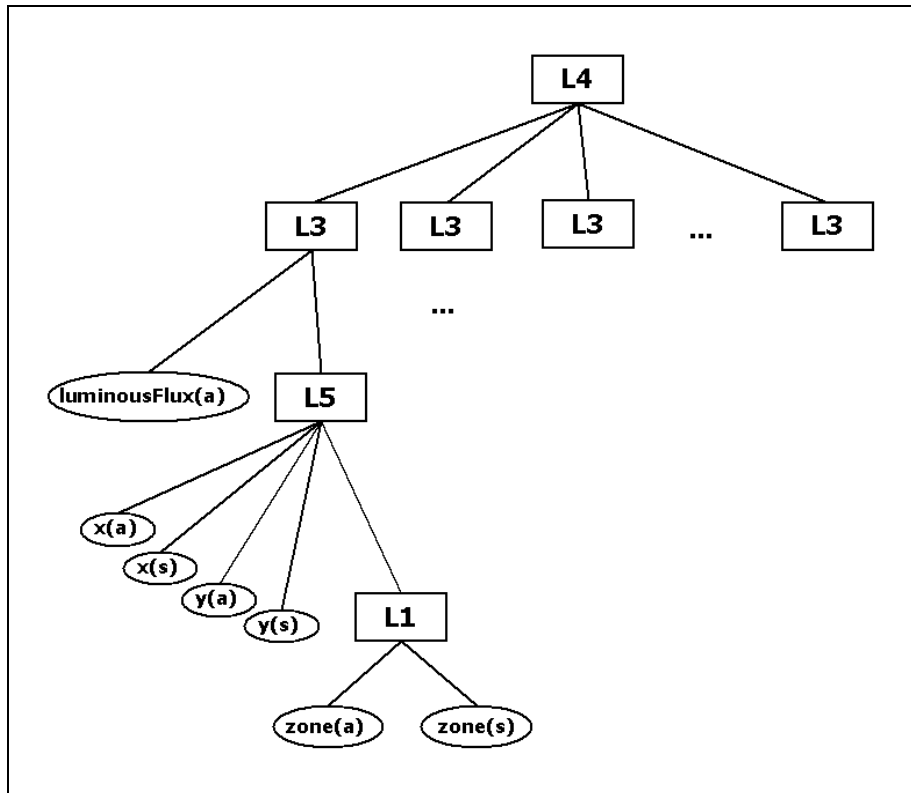 L4
L3 L3 L3 ... L3
...
luminousFlux(a) L5
x(a)
x(s)
y(a)
y(s)
L1
zone(a) zone(s)